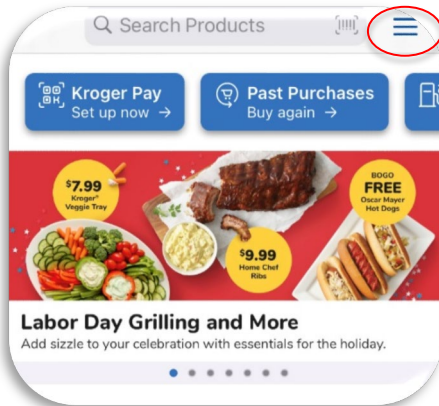 Search Products
Kroger Pay
Set up now →
Past Purchases
Buy again →
$7.99
Kroger®
Veggie Tray
$9.99
Home Chef
Ribs
BOGO
FREE
Oscar Mayer
Hot Dogs
Labor Day Grilling and More
Add sizzle to your celebration with essentials for the holiday.